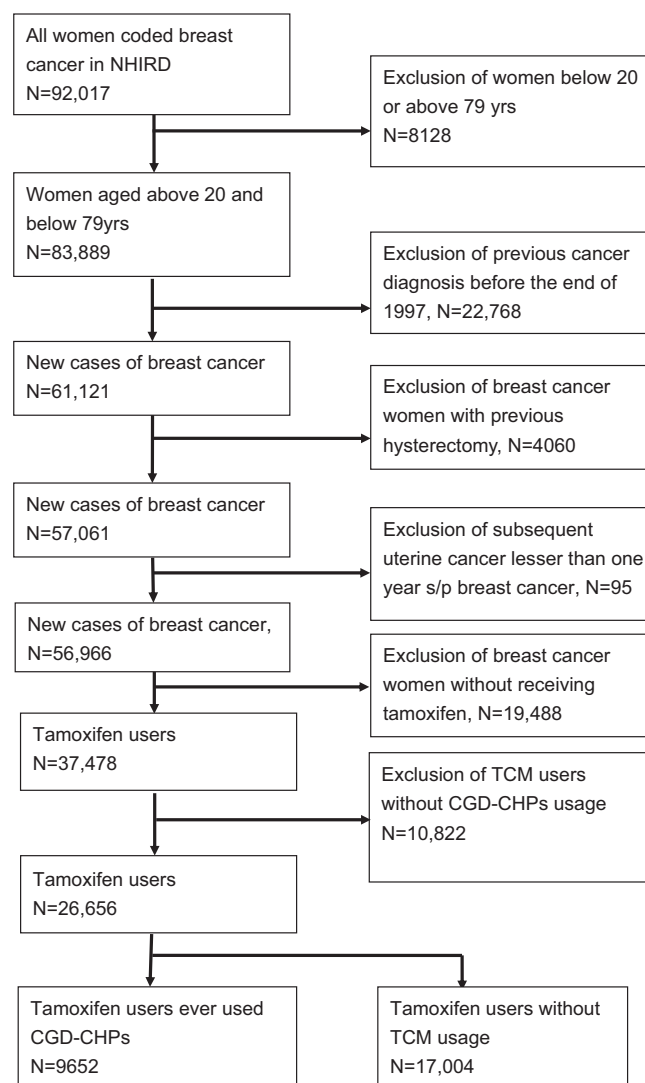 All women coded breast
cancer in NHIRD
N=92,017
Exclusion of women below 20
or above 79 yrs
N=8128
Women aged above 20 and
below 79yrs
N=83,889
Exclusion of previous cancer
diagnosis before the end of
1997, N=22,768
New cases of breast cancer
N=61,121
Exclusion of breast cancer
women with previous
hysterectomy, N=4060
New cases of breast cancer
N=57,061
Exclusion of subsequent
uterine cancer lesser than one
year s/p breast cancer, N=95
New cases of breast cancer,
N=56,966
Exclusion of breast cancer
women without receiving
tamoxifen, N=19,488
Tamoxifen users
N=37,478
Exclusion of TCM users
without CGD-CHPs usage
N=10,822
Tamoxifen users
N=26,656
Tamoxifen users ever used
CGD-CHPs
N=9652
Tamoxifen users without
TCM usage
N=17,004